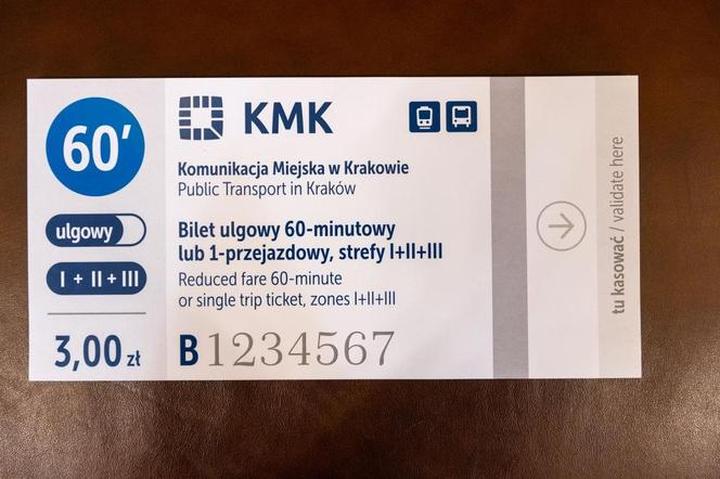 60’
ulgowy
I + II + III
3,00 zł
KMK
Komunikacja Miejska w Krakowie
Public Transport in Kraków
Bilet ulgowy 60-minutowy
lub 1-przejazdowy, strefy I+II+III
Reduced fare 60-minute
or single trip ticket, zones I+II+III
B 1234567
tu kasować / validate here